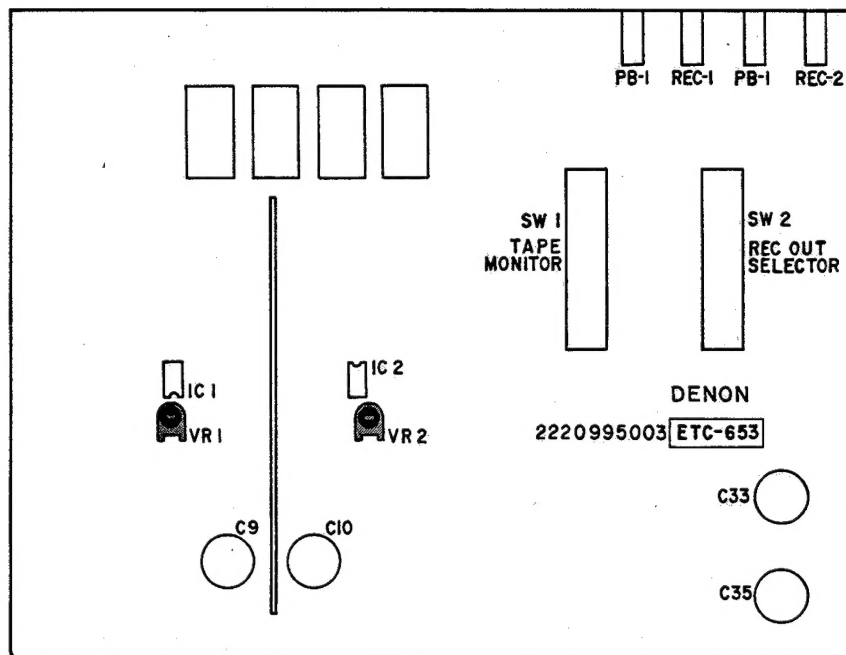 PB-1 REC-1 PB-1 REC-2
SW 1
TAPE
MONITOR
SW 2
REC OUT
SELECTOR
IC 1
VR 1
IC 2
VR 2
DENON
2220995003 ETC-653
C9
C10
C33
C35